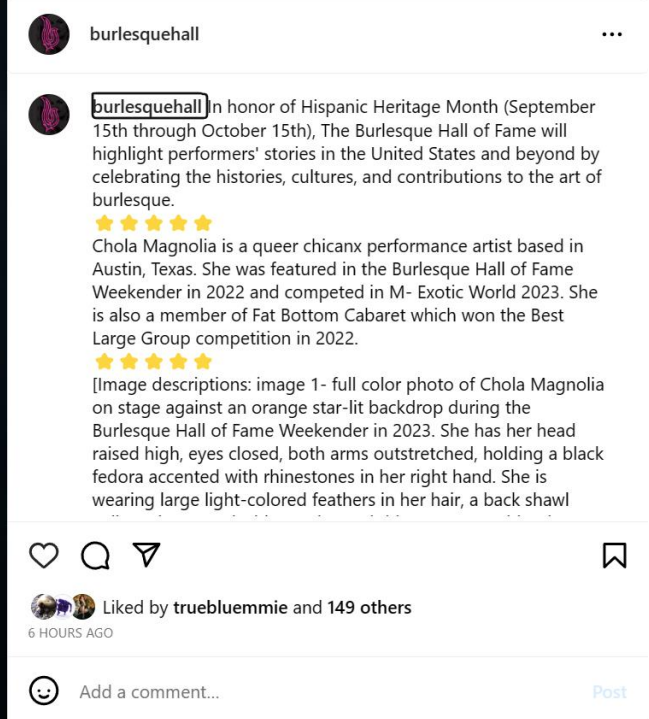 burlesquehall
burlesquehall In honor of Hispanic Heritage Month (September
15th through October 15th), The Burlesque Hall of Fame will
highlight performers' stories in the United States and beyond by
celebrating the histories, cultures, and contributions to the art of
burlesque.
Chola Magnolia is a queer chicanx performance artist based in
Austin, Texas. She was featured in the Burlesque Hall of Fame
Weekender in 2022 and competed in M- Exotic World 2023. She
is also a member of Fat Bottom Cabaret which won the Best
Large Group competition in 2022.
[Image descriptions: image 1- full color photo of Chola Magnolia
on stage against an orange star-lit backdrop during the
Burlesque Hall of Fame Weekender in 2023. She has her head
raised high, eyes closed, both arms outstretched, holding a black
fedora accented with rhinestones in her right hand. She is
wearing large light-colored feathers in her hair, a back shawl
Liked by truebluemmie and 149 others
6 HOURS AGO
Add a comment...
Post